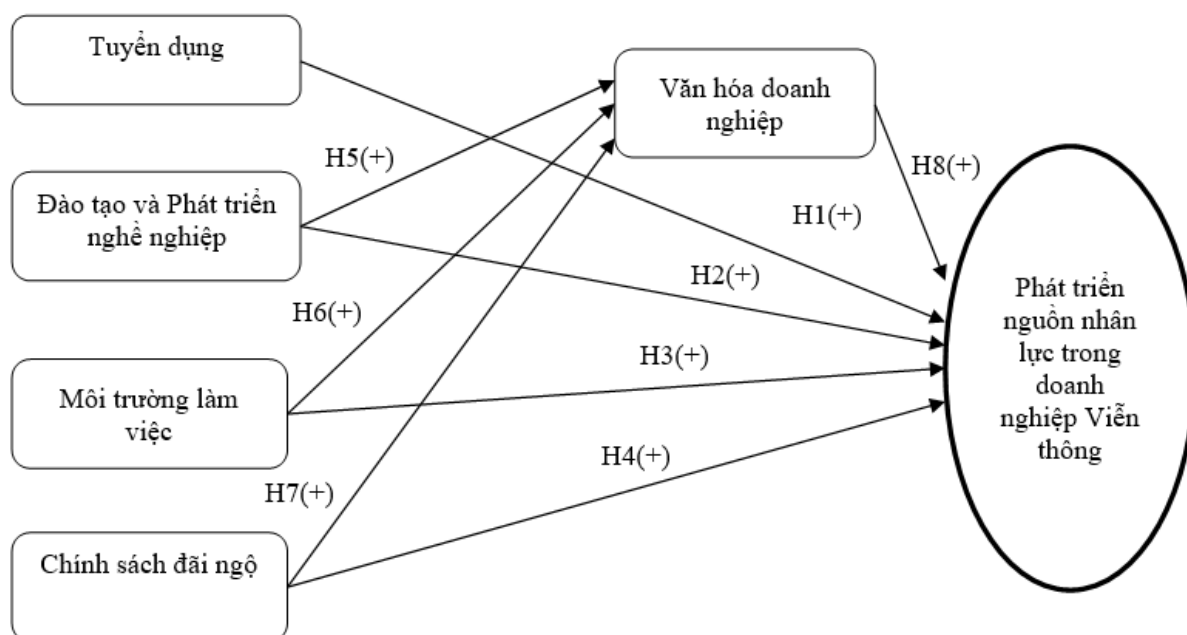 Tuyển dụng
Văn hóa doanh
nghiệp
H5(+)
H8(+)
Đào tạo và Phát triển
nghề nghiệp
H1(+)
H2(+)
H6(+)
Phát triển
nguồn nhân
lực trong
doanh
nghiệp Viễn
thông
H3(+)
Môi trường làm
việc
H4(+)
H7(+)
Chính sách đãi ngộ